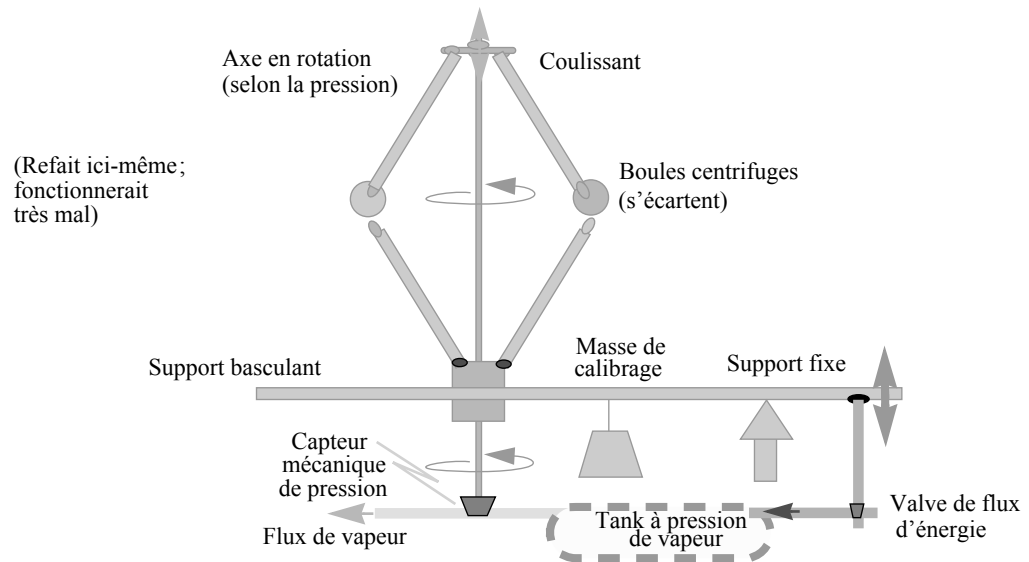 Axe en rotation
(selon la pression)
Coulissant
(Refait ici-même;
fonctionnerait
très mal)
Boules centrifuges
(s'écartent)
Support basculant
Masse de
calibrage
Support fixe
Capteur
mécanique
de pression
Flux de vapeur
Tank à pression
de vapeur
Valve de flux
d'énergie